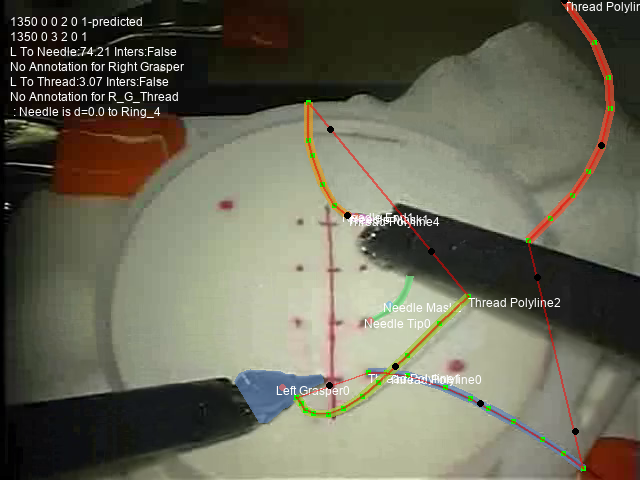 Thread Polylin
1350 0 0 2 0 1-predicted
1350 0 3 2 0 1
L To Needle:74.21 Inters:False
No Annotation for Right Grasper
L To Thread:3.07 Inters:False
No Annotation for R_G_Thread
: Needle is d=0.0 to Ring_4
Thread Polyline4
Needle Mas
Thread Polyline2
Needle Tip0
Left Grasper0